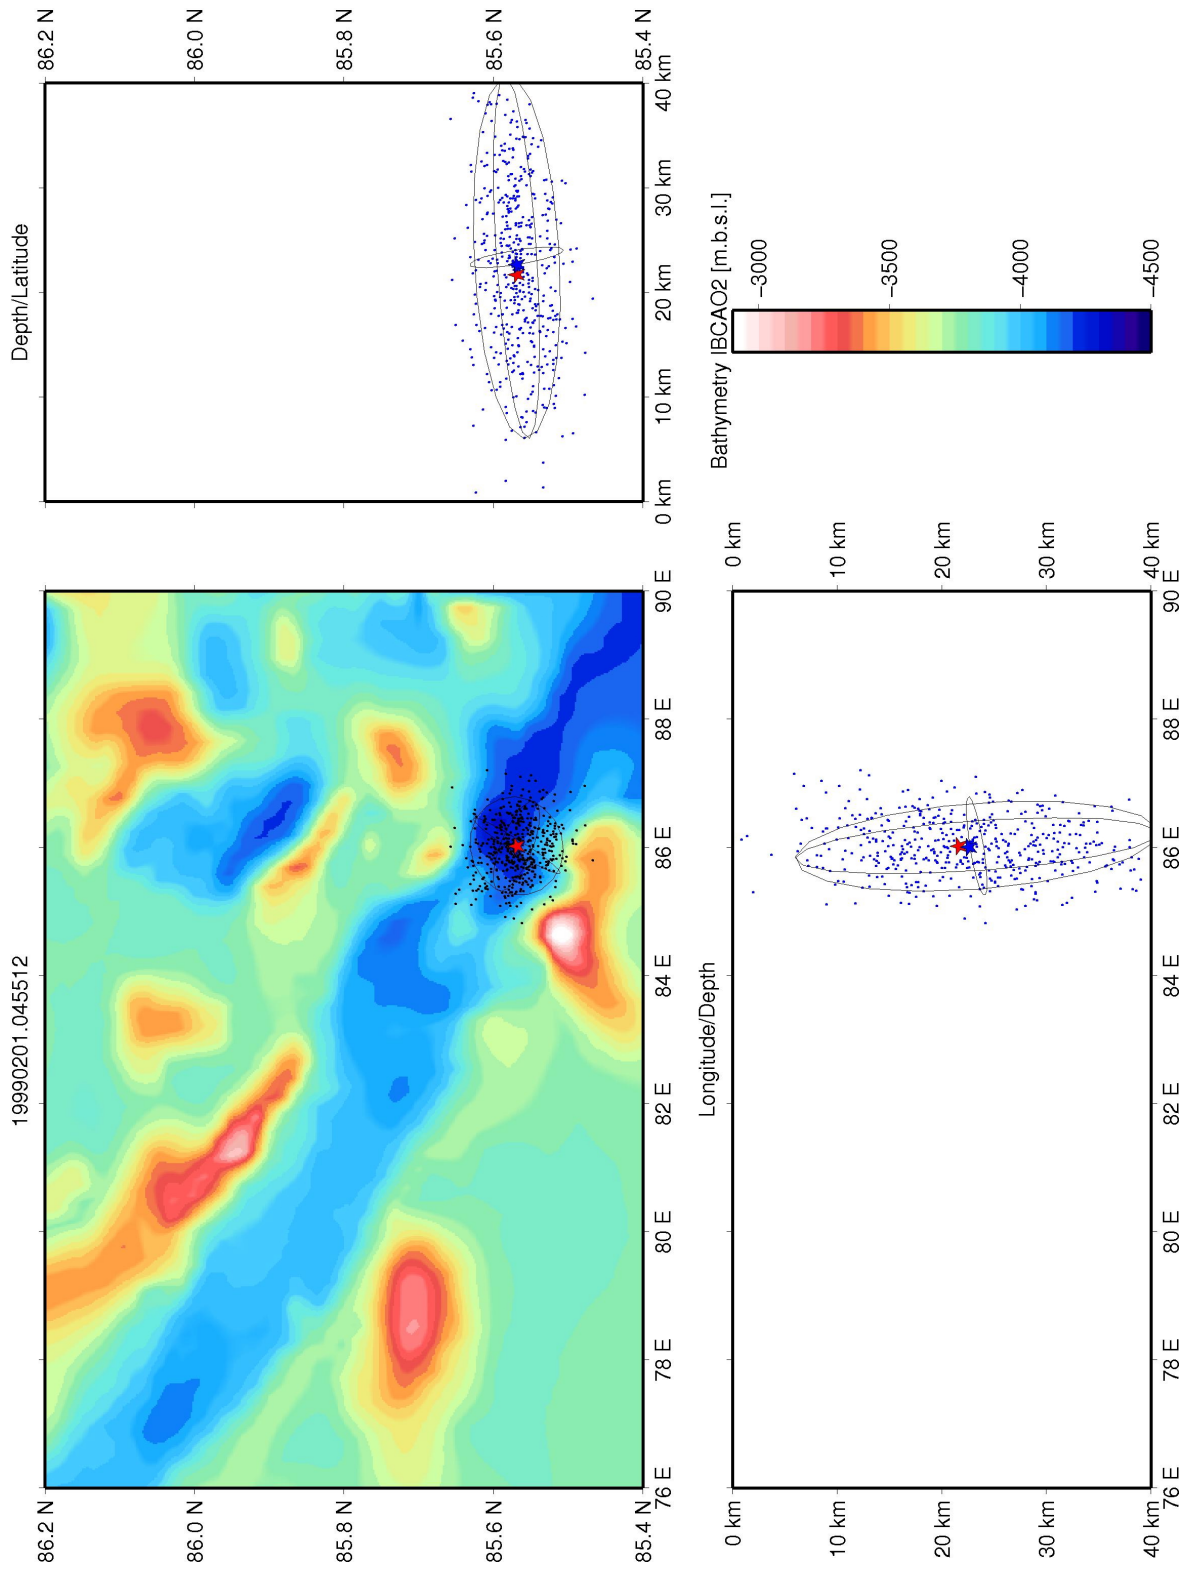 19990201.045512
86.2 N
86.0 N
85.8 N
85.6 N
85.4 N
76 E
78 E
80 E
82 E
84 E
86 E
88 E
90 E
Depth/Latitude
86.2 N
86.0 N
85.8 N
85.6 N
85.4 N
0 km
10 km
20 km
30 km
40 km
Longitude/Depth
0 km
10 km
20 km
30 km
40 km
0 km
10 km
20 km
30 km
40 km
76 E
78 E
80 E
82 E
84 E
86 E
88 E
90 E
Bathymetry IBCAO2 [m.b.s.l.]
−3000
−3500
−4000
−4500